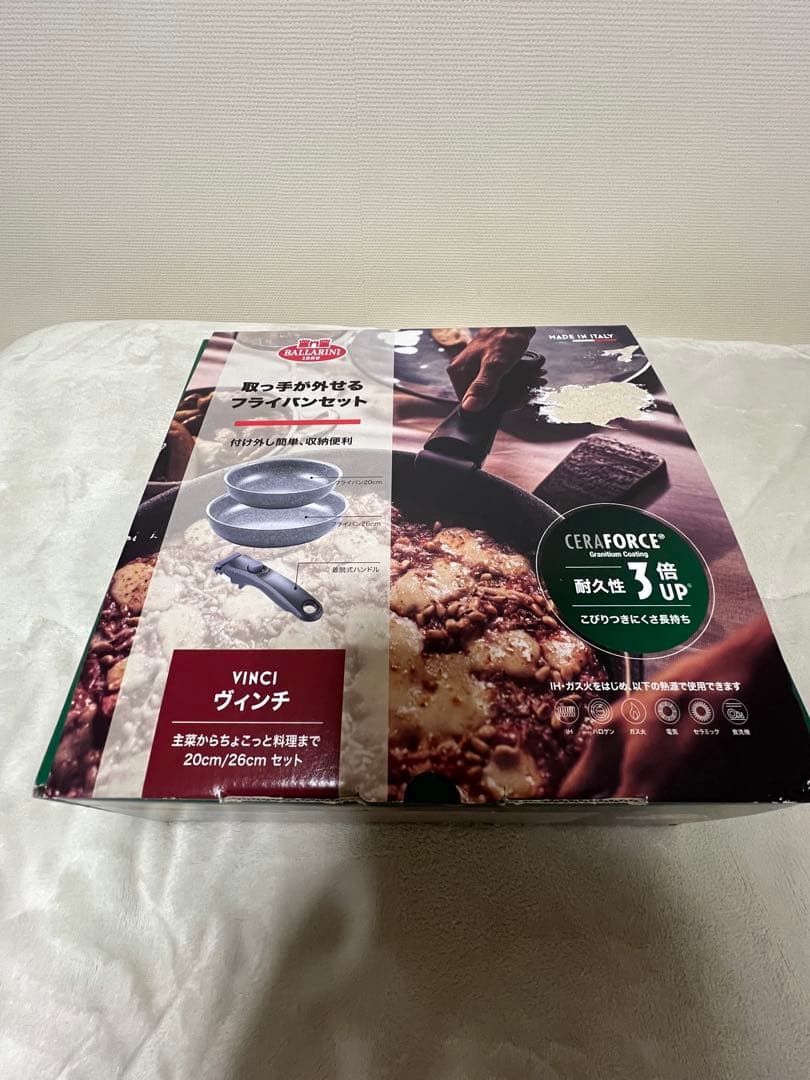 BALLARINI
1889
MADE IN ITALY
取っ手が外せる
フライパンセット
付け外し簡単、収納便利
フライパン20cm
フライパン26cm
着脱式ハンドル
CERAFORCE®
Granitium Coating
耐久性 3倍UP
こびりつきにくさ長持ち
VINCI
ヴィンチ
主菜からちょこっと料理まで
20cm/26cm セット
IH・ガス火をはじめ、以下の熱源で使用できます
IH ハロゲン ガス火 電気 セラミック 食洗機